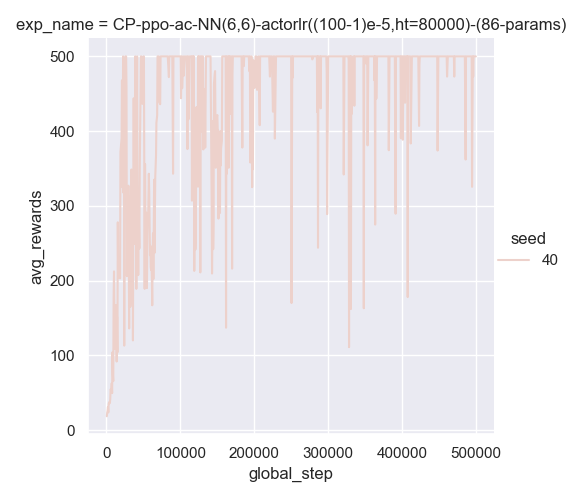 exp_name = CP-ppo-ac-NN(6,6)-actorlr((100-1)e-5,ht=80000)-(86-params)
500
400
300
200
100
0
avg_rewards
0 100000 200000 300000 400000 500000
global_step
seed
40